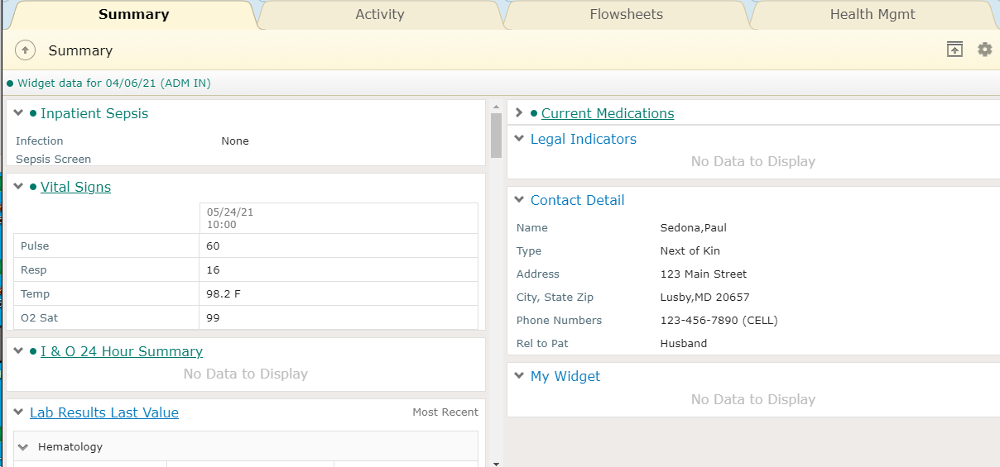 Summary Activity Flowsheets Health Mgmt
Summary
Widget data for 04/06/21 (ADM IN)
Inpatient Sepsis
Infection None
Sepsis Screen
Vital Signs
05/24/21
10:00
Pulse 60
Resp 16
Temp 98.2 F
O2 Sat 99
I & O 24 Hour Summary
No Data to Display
Lab Results Last Value Most Recent
Hematology
Current Medications
Legal Indicators
No Data to Display
Contact Detail
Name Sedona,Paul
Type Next of Kin
Address 123 Main Street
City, State Zip Lusby,MD 20657
Phone Numbers 123-456-7890 (CELL)
Rel to Pat Husband
My Widget
No Data to Display